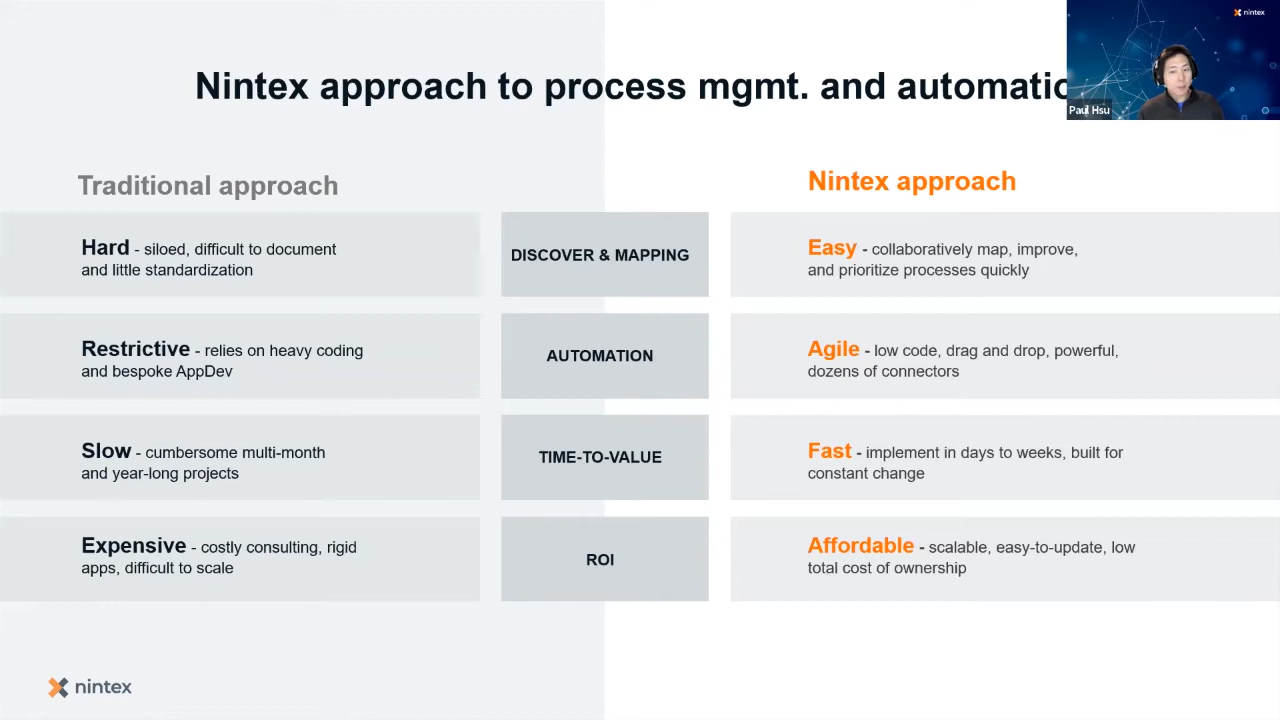 nintex
Nintex approach to process mgmt. and automatio
Paul Hsu
Traditional approach
Nintex approach
Hard - siloed, difficult to document
and little standardization
DISCOVER & MAPPING
Easy - collaboratively map, improve,
and prioritize processes quickly
Restrictive - relies on heavy coding
and bespoke AppDev
AUTOMATION
Agile - low code, drag and drop, powerful,
dozens of connectors
Slow - cumbersome multi-month
and year-long projects
TIME-TO-VALUE
Fast - implement in days to weeks, built for
constant change
Expensive - costly consulting, rigid
apps, difficult to scale
ROI
Affordable - scalable, easy-to-update, low
total cost of ownership
nintex